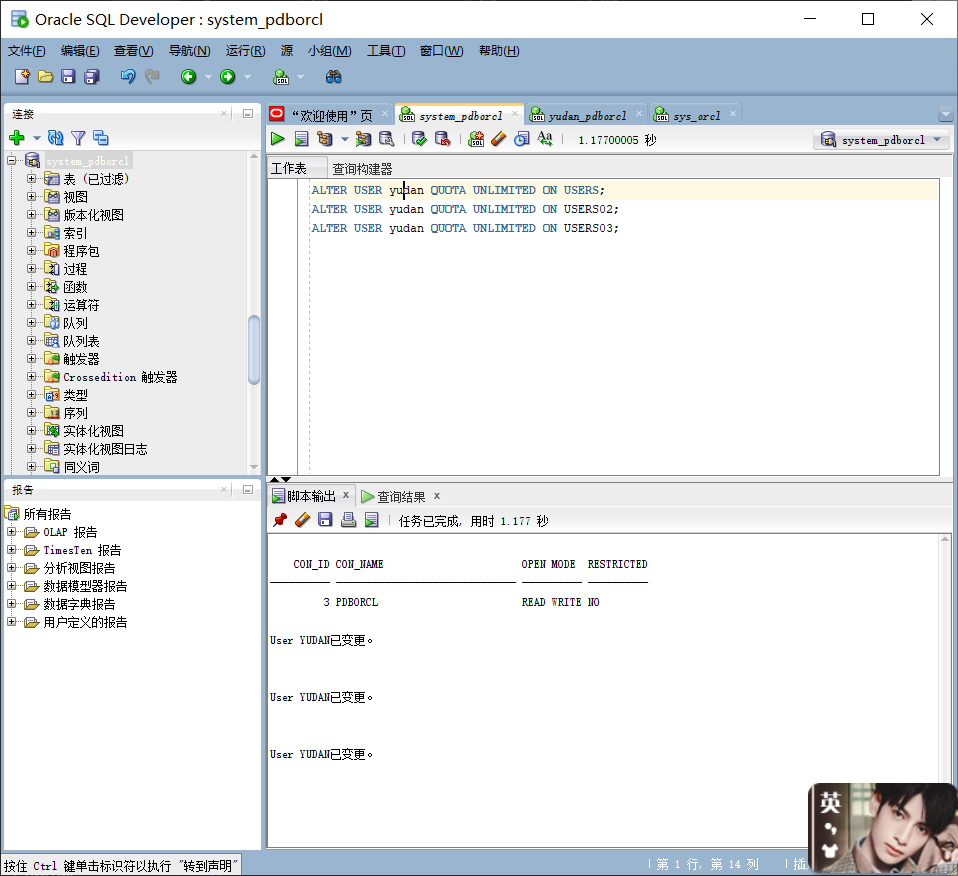 Oracle SQL Developer : system_pdborcl
文件(F) 编辑(E) 查看(V) 导航(N) 运行(R) 源 小组(M) 工具(T) 窗口(W) 帮助(H)
连接
system_pdborcl
表 (已过滤)
视图
版本化视图
索引
程序包
过程
函数
运算符
队列
队列表
触发器
Crossedition 触发器
类型
序列
实体化视图
实体化视图日志
同义词
报告
所有报告
OLAP 报告
TimesTen 报告
分析视图报告
数据模型器报告
数据字典报告
用户定义的报告
“欢迎使用”页 system_pdborcl yudan_pdborcl sys_orcl
1.17700005 秒
system_pdborcl
工作表 查询构建器
ALTER USER yudan QUOTA UNLIMITED ON USERS;
ALTER USER yudan QUOTA UNLIMITED ON USERS02;
ALTER USER yudan QUOTA UNLIMITED ON USERS03;
脚本输出 x 查询结果 x
任务已完成, 用时 1.177 秒
CON_ID CON_NAME OPEN MODE RESTRICTED
3 PDBORCL READ WRITE NO
User YUDAN已变更。
User YUDAN已变更。
User YUDAN已变更。
英
按住 Ctrl 键单击标识符以执行 "转到声明"
第 1 行, 第 14 列 插